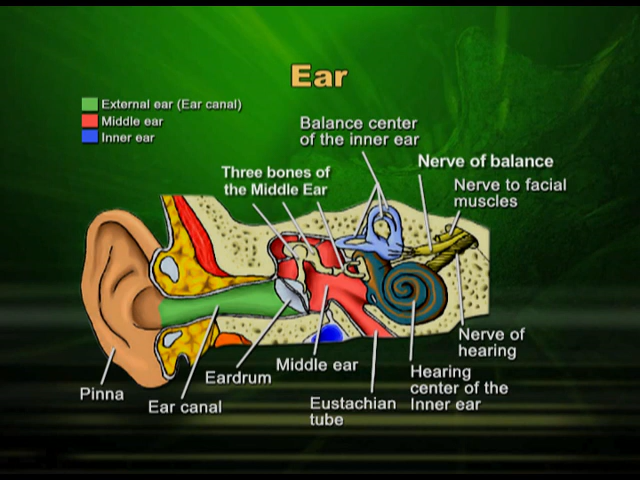 Ear
External ear (Ear canal)
Middle ear
Inner ear
Balance center
of the inner ear
Nerve of balance
Three bones of
the Middle Ear
Nerve to facial
muscles
Nerve of
hearing
Middle ear
Eardrum
Hearing
center of the
Inner ear
Pinna
Ear canal
Eustachian
tube